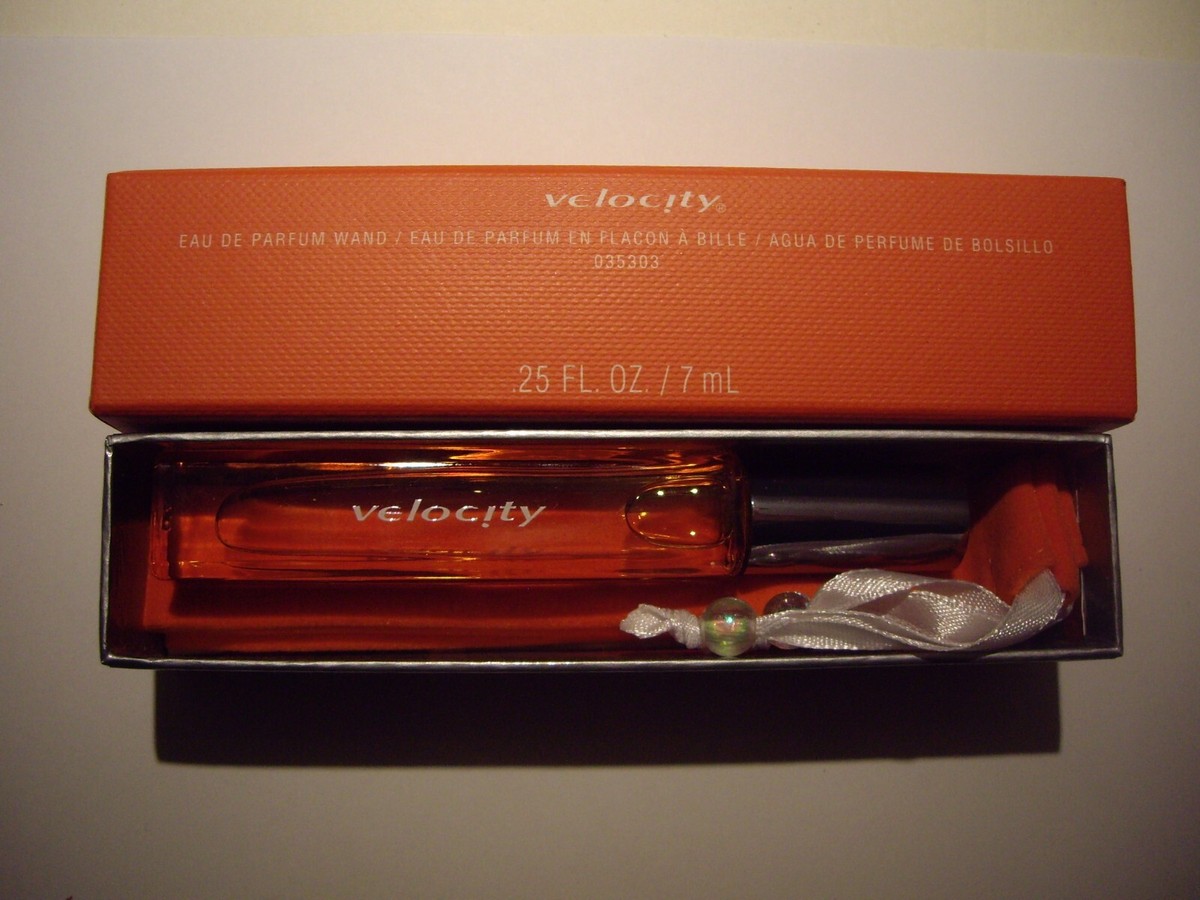 velocity®
EAU DE PARFUM WAND / EAU DE PARFUM EN FLACON À BILLE / AGUA DE PERFUME DE BOLSILLO
035303
.25 FL. OZ. / 7 mL
velocity